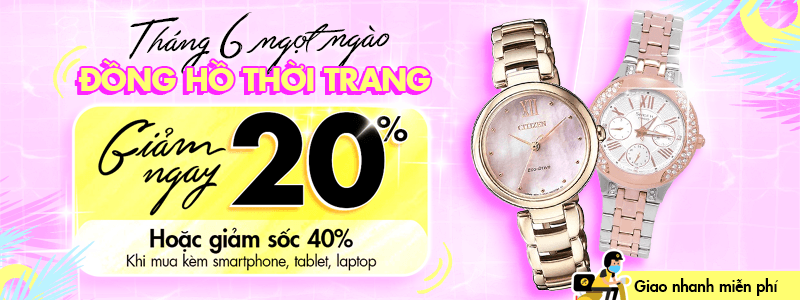 Tháng 6 ngọt ngào
ĐỒNG HỒ THỜI TRANG
Giảm
ngay
20%
Hoặc giảm sốc 40%
Khi mua kèm smartphone, tablet, laptop
CITIZEN
ECO-DRIVE
Giao nhanh miễn phí